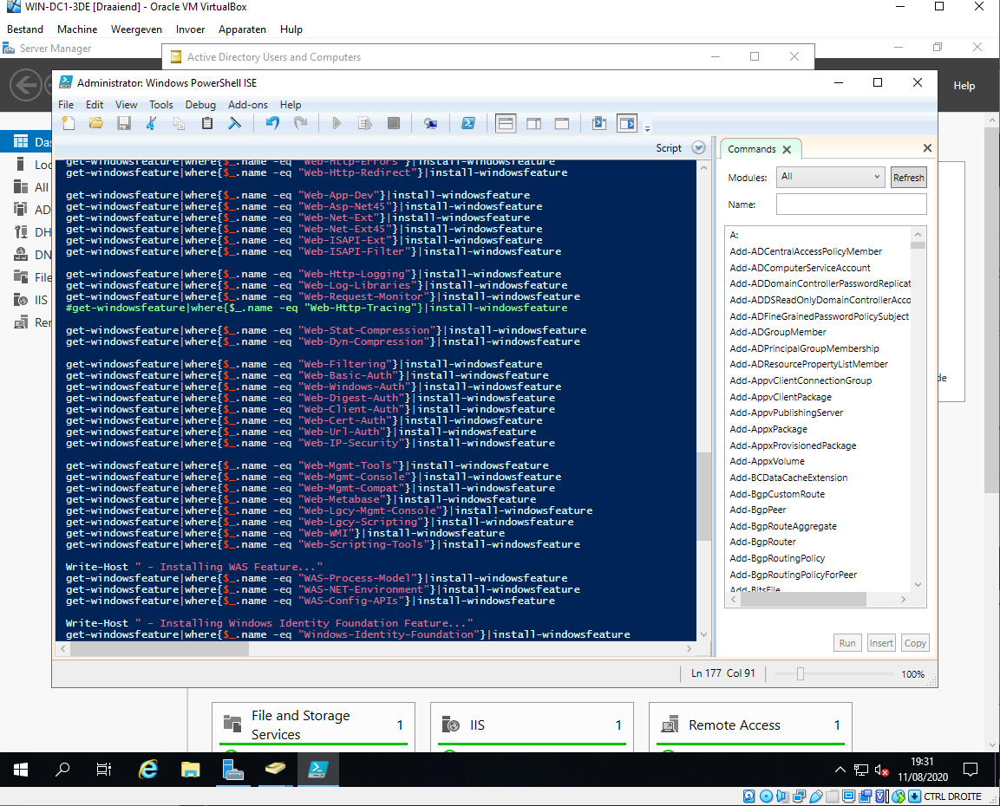 WIN-DC1-3DE [Draaiend] - Oracle VM VirtualBox
Bestand Machine Weergeven Invoer Apparaten Hulp
Server Manager
Active Directory Users and Computers
Help
Administrator: Windows PowerShell ISE
File Edit View Tools Debug Add-ons Help
Script
get-windowsfeature|where{$_.name -eq "Web-Http-Errors"}|install-windowsfeature
get-windowsfeature|where{$_.name -eq "Web-Http-Redirect"}|install-windowsfeature
get-windowsfeature|where{$_.name -eq "Web-App-Dev"}|install-windowsfeature
get-windowsfeature|where{$_.name -eq "Web-Asp-Net45"}|install-windowsfeature
get-windowsfeature|where{$_.name -eq "Web-Net-Ext"}|install-windowsfeature
get-windowsfeature|where{$_.name -eq "Web-Net-Ext45"}|install-windowsfeature
get-windowsfeature|where{$_.name -eq "Web-ISAPI-Ext"}|install-windowsfeature
get-windowsfeature|where{$_.name -eq "Web-ISAPI-Filter"}|install-windowsfeature
get-windowsfeature|where{$_.name -eq "Web-Http-Logging"}|install-windowsfeature
get-windowsfeature|where{$_.name -eq "Web-Log-Libraries"}|install-windowsfeature
get-windowsfeature|where{$_.name -eq "Web-Request-Monitor"}|install-windowsfeature
#get-windowsfeature|where{$_.name -eq "Web-Http-Tracing"}|install-windowsfeature
get-windowsfeature|where{$_.name -eq "Web-Stat-Compression"}|install-windowsfeature
get-windowsfeature|where{$_.name -eq "Web-Dyn-Compression"}|install-windowsfeature
get-windowsfeature|where{$_.name -eq "Web-Filtering"}|install-windowsfeature
get-windowsfeature|where{$_.name -eq "Web-Basic-Auth"}|install-windowsfeature
get-windowsfeature|where{$_.name -eq "Web-Windows-Auth"}|install-windowsfeature
get-windowsfeature|where{$_.name -eq "Web-Digest-Auth"}|install-windowsfeature
get-windowsfeature|where{$_.name -eq "Web-Client-Auth"}|install-windowsfeature
get-windowsfeature|where{$_.name -eq "Web-Cert-Auth"}|install-windowsfeature
get-windowsfeature|where{$_.name -eq "Web-Url-Auth"}|install-windowsfeature
get-windowsfeature|where{$_.name -eq "Web-IP-Security"}|install-windowsfeature
get-windowsfeature|where{$_.name -eq "Web-Mgmt-Tools"}|install-windowsfeature
get-windowsfeature|where{$_.name -eq "Web-Mgmt-Console"}|install-windowsfeature
get-windowsfeature|where{$_.name -eq "Web-Mgmt-Compat"}|install-windowsfeature
get-windowsfeature|where{$_.name -eq "Web-Metabase"}|install-windowsfeature
get-windowsfeature|where{$_.name -eq "Web-Lgcy-Mgmt-Console"}|install-windowsfeature
get-windowsfeature|where{$_.name -eq "Web-Lgcy-Scripting"}|install-windowsfeature
get-windowsfeature|where{$_.name -eq "Web-WMI"}|install-windowsfeature
get-windowsfeature|where{$_.name -eq "Web-Scripting-Tools"}|install-windowsfeature
Write-Host " - Installing WAS Feature..."
get-windowsfeature|where{$_.name -eq "WAS-Process-Model"}|install-windowsfeature
get-windowsfeature|where{$_.name -eq "WAS-NET-Environment"}|install-windowsfeature
get-windowsfeature|where{$_.name -eq "WAS-Config-APIs"}|install-windowsfeature
Write-Host " - Installing Windows Identity Foundation Feature..."
get-windowsfeature|where{$_.name -eq "Windows-Identity-Foundation"}|install-windowsfeature
Commands
Modules: All Refresh
Name:
A:
Add-ADCentralAccessPolicyMember
Add-ADComputerServiceAccount
Add-ADDomainControllerPasswordReplicat
Add-ADDSReadOnlyDomainControllerAcco
Add-ADFineGrainedPasswordPolicySubject
Add-ADGroupMember
Add-ADPrincipalGroupMembership
Add-ADResourcePropertyListMember
Add-AppvClientConnectionGroup
Add-AppvClientPackage
Add-AppvPublishingServer
Add-AppxPackage
Add-AppxProvisionedPackage
Add-AppxVolume
Add-BCDataCacheExtension
Add-BgpCustomRoute
Add-BgpPeer
Add-BgpRouteAggregate
Add-BgpRouter
Add-BgpRoutingPolicy
Add-BgpRoutingPolicyForPeer
Add-BitsFile
Run Insert Copy
Ln 177 Col 91 100%
Das
Loc
All
AD
DH
DN
File
IIS
Rer
de
File and Storage Services 1
IIS 1
Remote Access 1
19:31
11/08/2020
CTRL DROITE